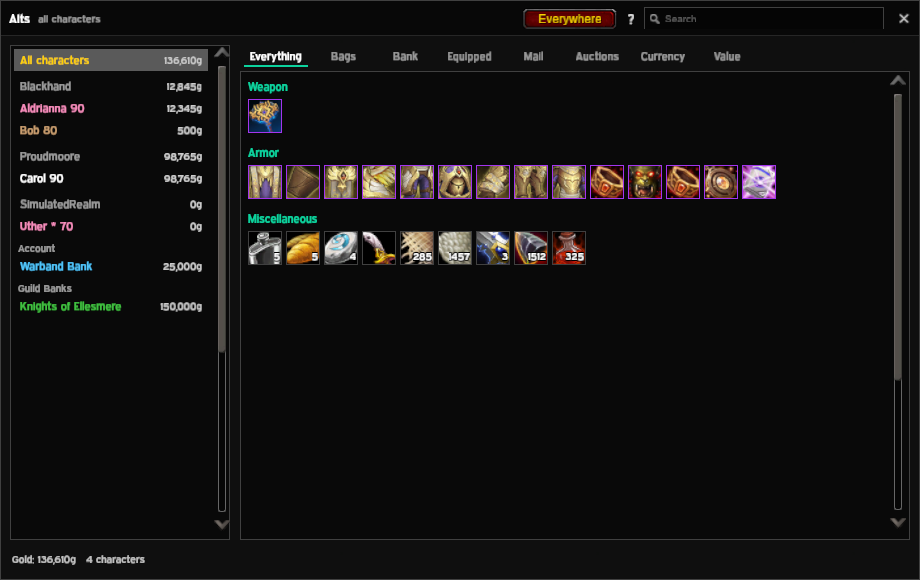 Alts all characters Everywhere ? Search
All characters 136,610g
Everything Bags Bank Equipped Mail Auctions Currency Value
Blackhand 12,845g
Aldrianna 90 12,345g
Bob 80 500g
Proudmoore 98,765g
Carol 90 98,765g
SimulatedRealm 0g
Uther * 70 0g
Account
Warband Bank 25,000g
Guild Banks
Knights of Ellesmere 150,000g
Weapon
Armor
Miscellaneous
5 5 4 285 1457 3 1512 325
Gold: 136,610g 4 characters